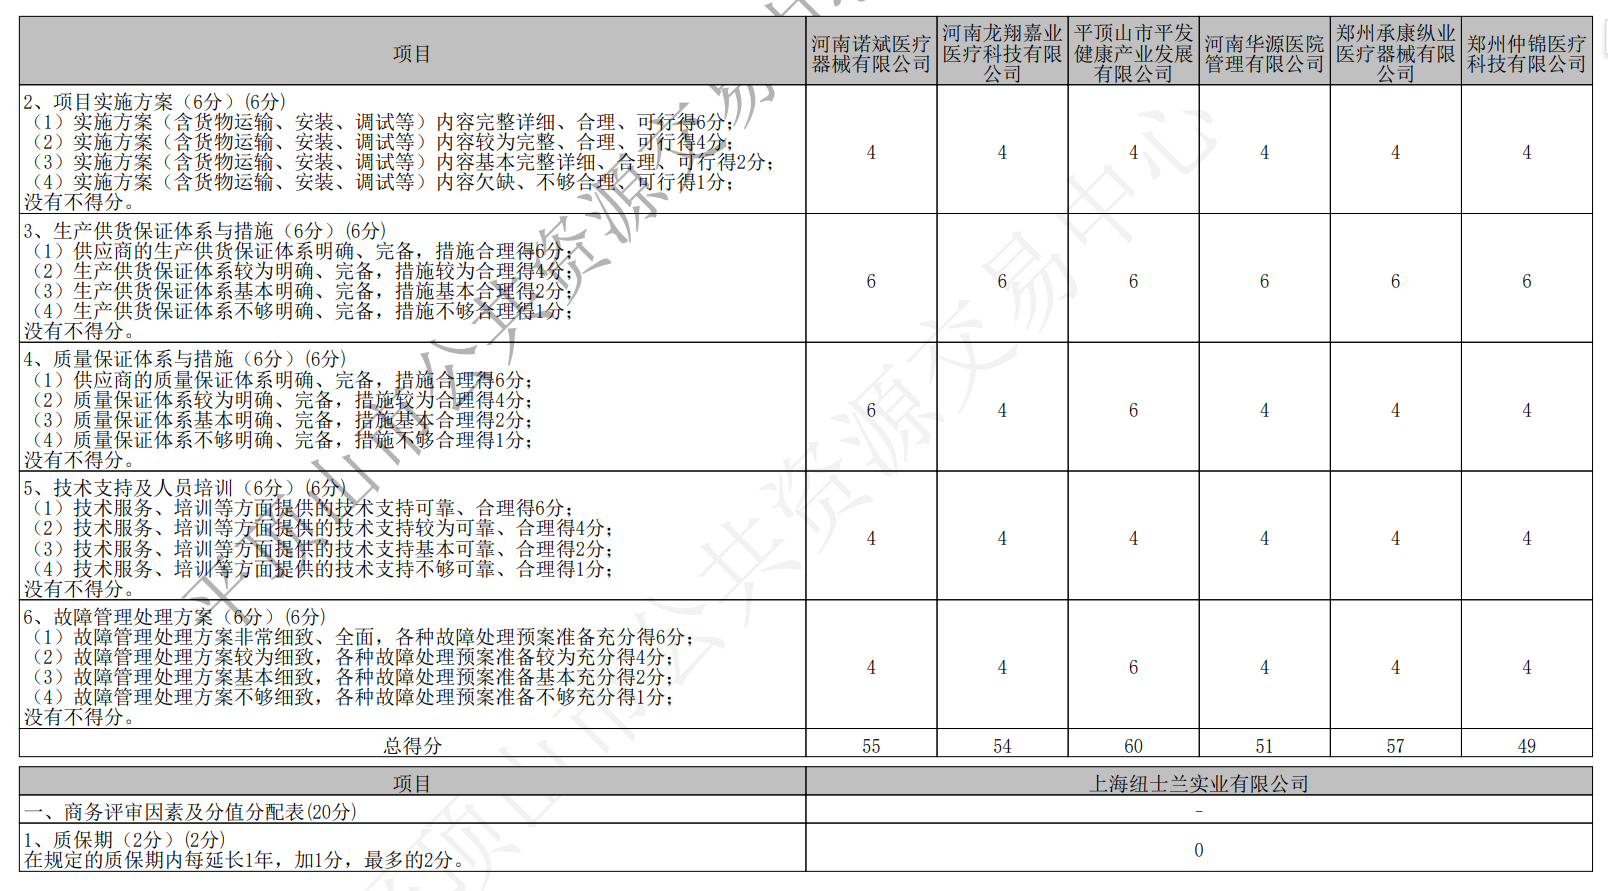 项目
河南诺斌医疗
器械有限公司
河南龙翔嘉业
医疗科技有限
公司
平顶山市平发
健康产业发展
有限公司
河南华源医院
管理有限公司
郑州承康纵业
医疗器械有限
公司
郑州仲锦医疗
科技有限公司
2、项目实施方案（6分）(6分)
（1）实施方案（含货物运输、安装、调试等）内容完整详细、合理、可行得6分；
（2）实施方案（含货物运输、安装、调试等）内容较为完整、合理、可行得4分；
（3）实施方案（含货物运输、安装、调试等）内容基本完整详细、合理、可行得2分；
（4）实施方案（含货物运输、安装、调试等）内容欠缺、不够合理、可行得1分；
没有不得分。
4 4 4 4 4 4
3、生产供货保证体系与措施（6分）(6分)
（1）供应商的生产供货保证体系明确、完备，措施合理得6分；
（2）生产供货保证体系较为明确、完备，措施较为合理得4分；
（3）生产供货保证体系基本明确、完备，措施基本合理得2分；
（4）生产供货保证体系不够明确、完备，措施不够合理得1分；
没有不得分。
6 6 6 6 6 6
4、质量保证体系与措施（6分）(6分)
（1）供应商的质量保证体系明确、完备，措施合理得6分；
（2）质量保证体系较为明确、完备，措施较为合理得4分；
（3）质量保证体系基本明确、完备，措施基本合理得2分；
（4）质量保证体系不够明确、完备，措施不够合理得1分；
没有不得分。
6 4 6 4 4 4
5、技术支持及人员培训（6分）(6分)
（1）技术服务、培训等方面提供的技术支持可靠、合理得6分；
（2）技术服务、培训等方面提供的技术支持较为可靠、合理得4分；
（3）技术服务、培训等方面提供的技术支持基本可靠、合理得2分；
（4）技术服务、培训等方面提供的技术支持不够可靠、合理得1分；
没有不得分。
4 4 4 4 4 4
6、故障管理处理方案（6分）(6分)
（1）故障管理处理方案非常细致、全面，各种故障处理预案准备充分得6分；
（2）故障管理处理方案较为细致，各种故障处理预案准备较为充分得4分；
（3）故障管理处理方案基本细致，各种故障处理预案准备基本充分得2分；
（4）故障管理处理方案不够细致，各种故障处理预案准备不够充分得1分；
没有不得分。
4 4 6 4 4 4
总得分 55 54 60 51 57 49
项目 上海纽士兰实业有限公司
一、商务评审因素及分值分配表(20分) -
1、质保期（2分）(2分)
在规定的质保期内每延长1年，加1分，最多的2分。
0
平顶山市公共资源交易
平顶山市公共资源交易中心